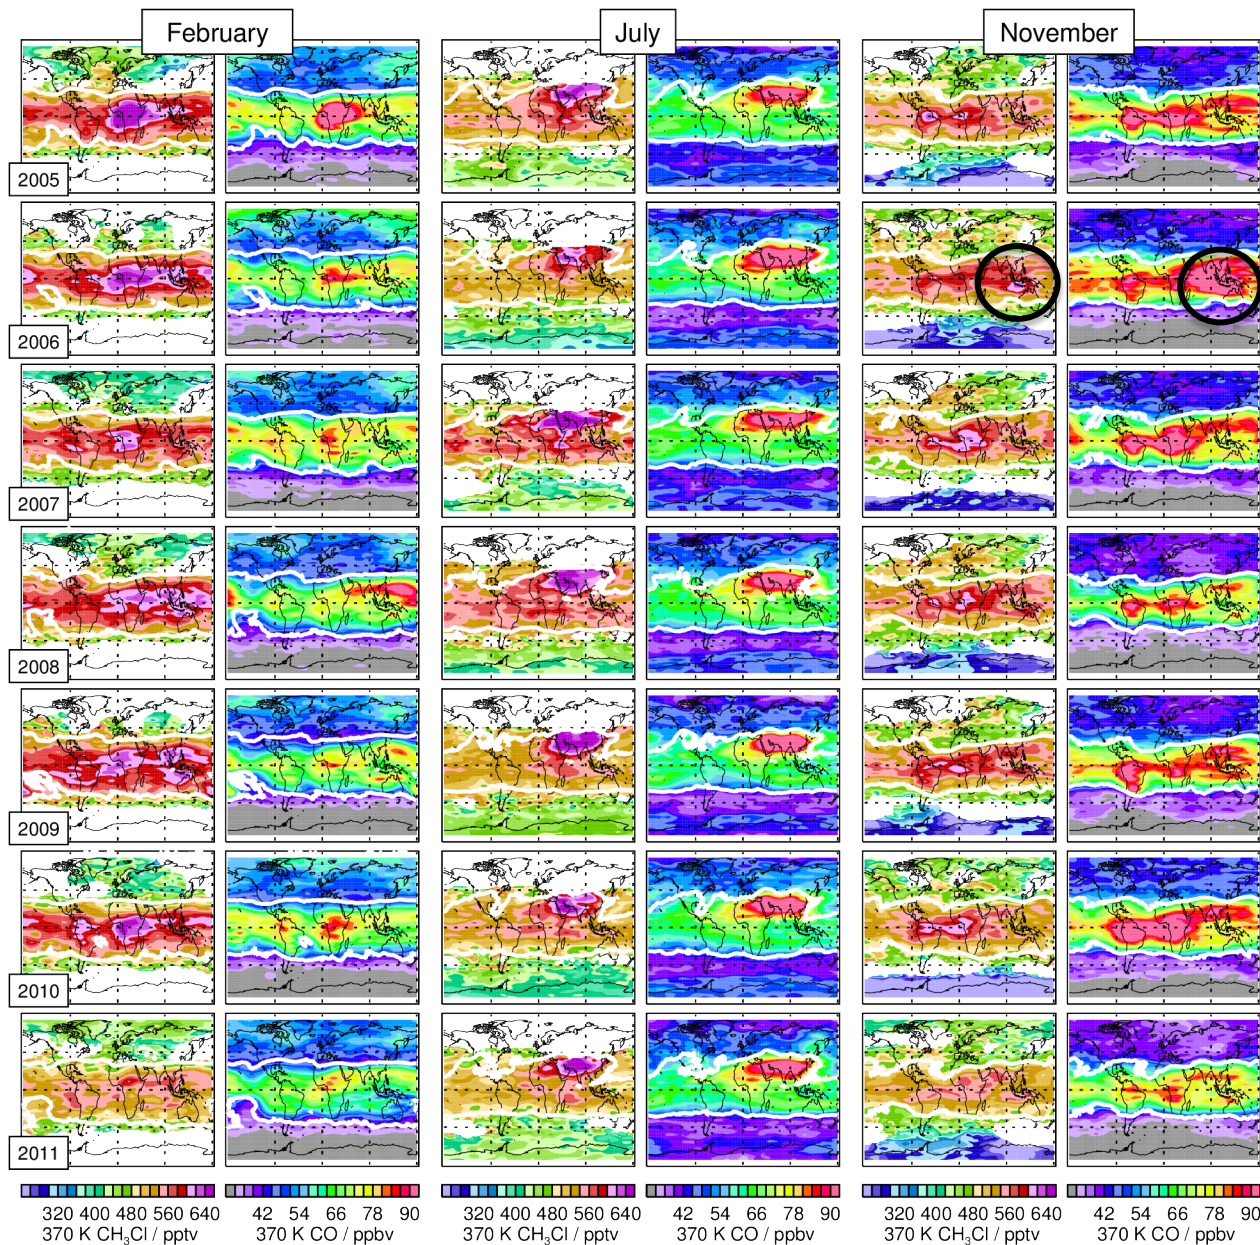 February July November
2005
2006
2007
2008
2009
2010
2011
320 400 480 560 640 42 54 66 78 90 320 400 480 560 640 42 54 66 78 90 320 400 480 560 640 42 54 66 78 90
370 K CH₃Cl / pptv 370 K CO / ppbv 370 K CH₃Cl / pptv 370 K CO / ppbv 370 K CH₃Cl / pptv 370 K CO / ppbv